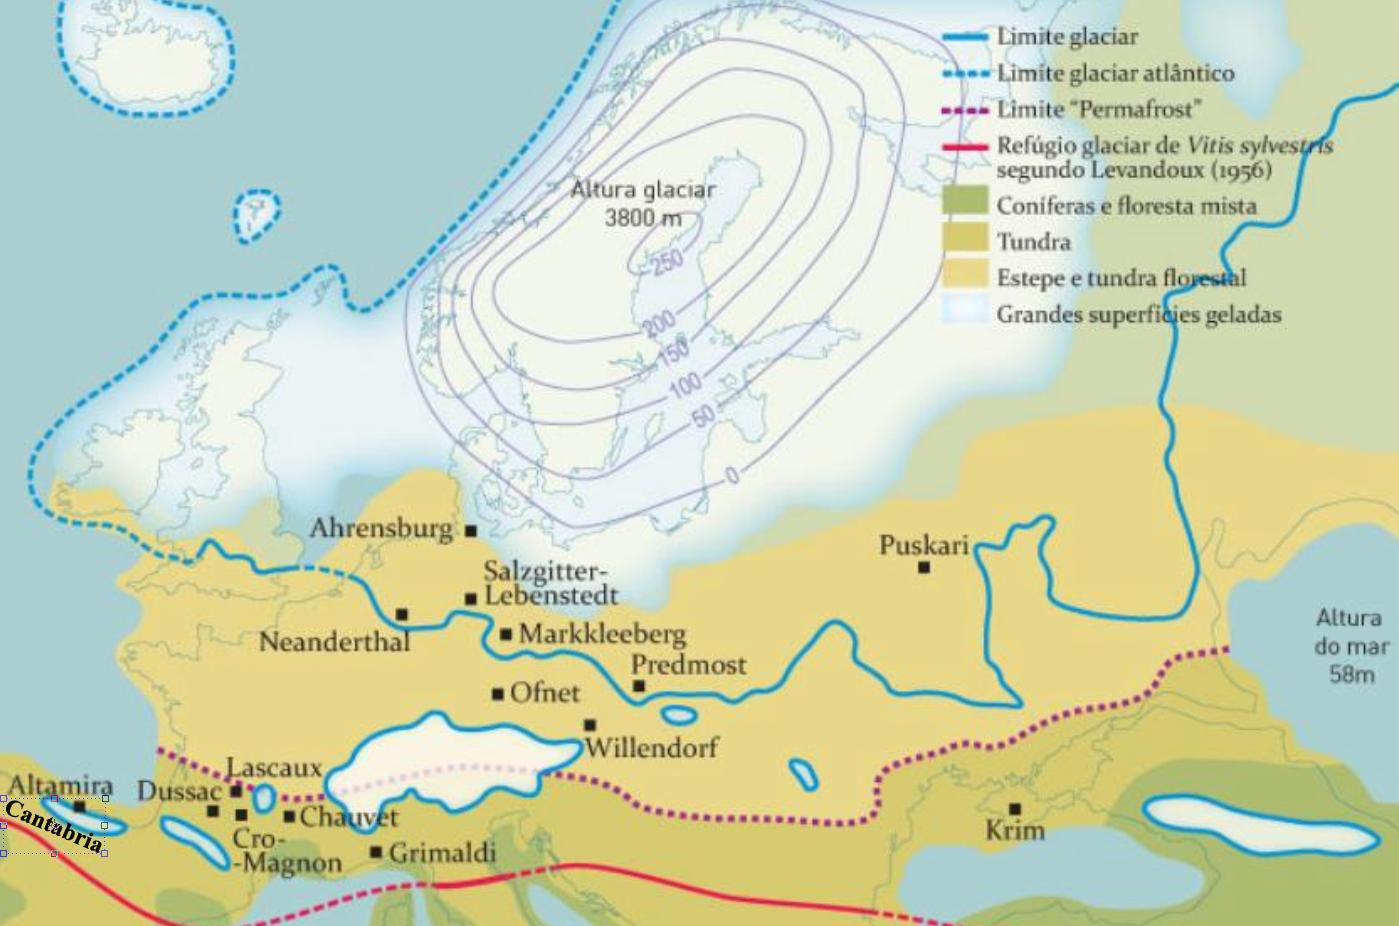 Limite glaciar
Limite glaciar atlântico
Limite “Permafrost”
Refúgio glaciar de Vitis sylvestris
segundo Levandoux (1956)
Coníferas e floresta mista
Tundra
Estepe e tundra florestal
Grandes superfícies geladas
Altura glaciar
3800 m
250
200
150
100
50
0
Ahrensburg
Salzgitter-
Lebenstedt
Neanderthal
Markkleeberg
Predmost
Ofnet
Willendorf
Puskari
Altura
do mar
58m
Lascaux
Altamira
Dussac
Cantabria
Chauvet
Cro-
-Magnon
Grimaldi
Krim